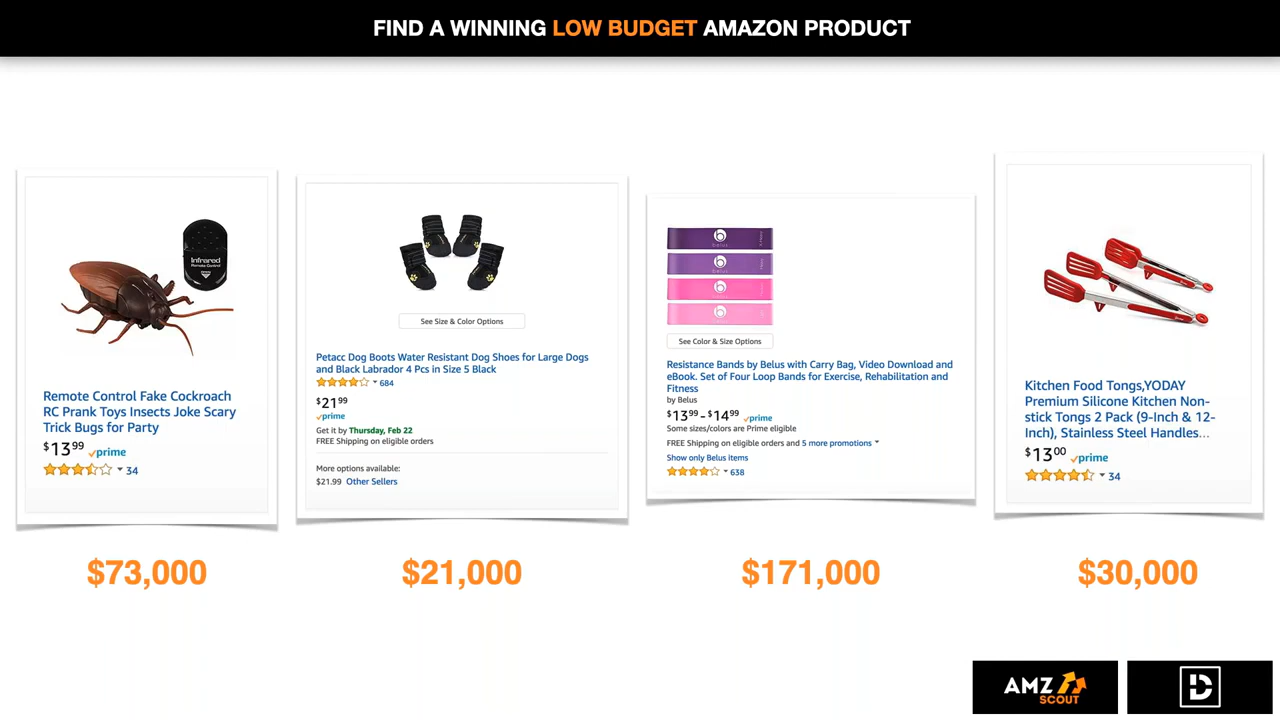 FIND A WINNING LOW BUDGET AMAZON PRODUCT
Infrared
Remote Control
Remote Control Fake Cockroach
RC Prank Toys Insects Joke Scary
Trick Bugs for Party
$13 99 prime
34
See Size & Color Options
Petacc Dog Boots Water Resistant Dog Shoes for Large Dogs
and Black Labrador 4 Pcs in Size 5 Black
684
$21 99
prime
Get it by Thursday, Feb 22
FREE Shipping on eligible orders
More options available:
$21.99 Other Sellers
belus
belus
See Color & Size Options
Resistance Bands by Belus with Carry Bag, Video Download and
eBook. Set of Four Loop Bands for Exercise, Rehabilitation and
Fitness
by Belus
$13 99 - $14 99 prime
Some sizes/colors are Prime eligible
FREE Shipping on eligible orders and 5 more promotions
Show only Belus items
638
Kitchen Food Tongs,YODAY
Premium Silicone Kitchen Non-
stick Tongs 2 Pack (9-Inch & 12-
Inch), Stainless Steel Handles...
$13 00 prime
34
$73,000
$21,000
$171,000
$30,000
AMZ
SCOUT
D